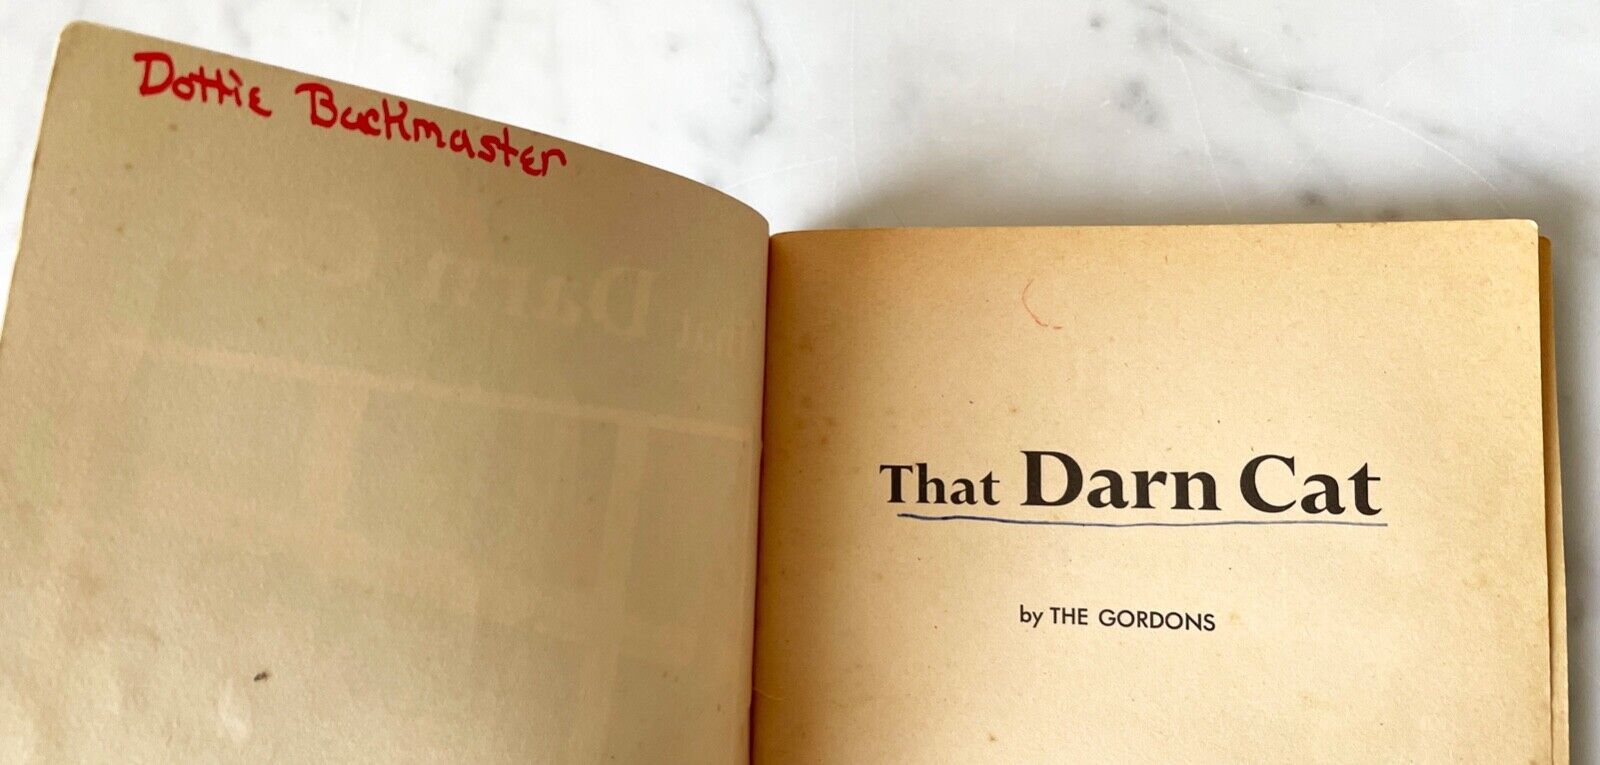 Dottie Buckmaster
That Darn Cat
by THE GORDONS